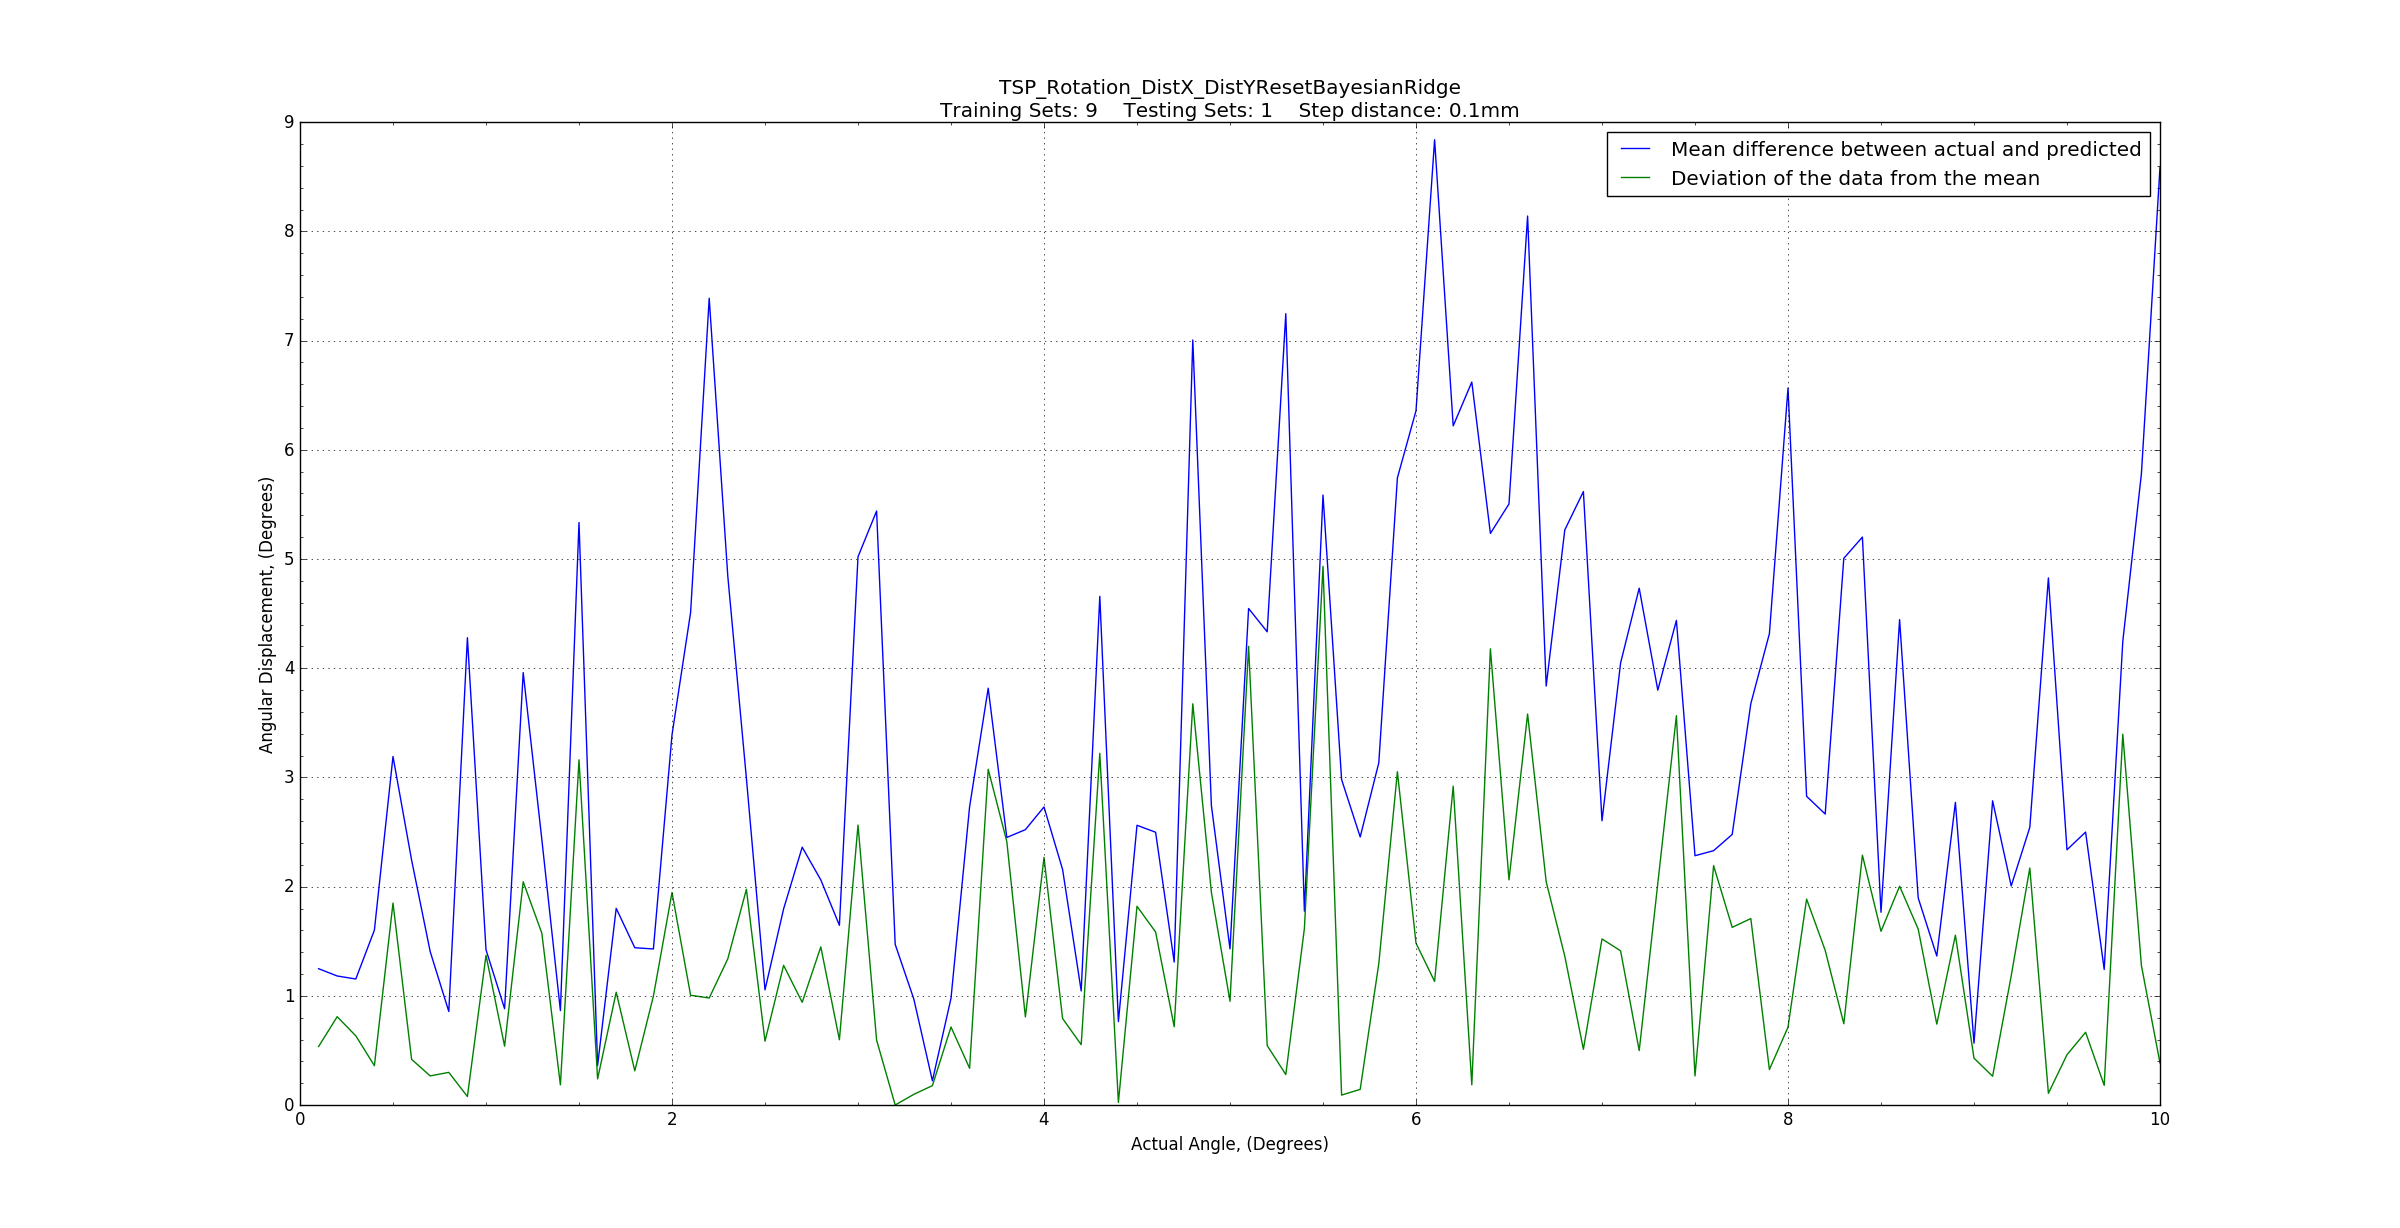 TSP_Rotation_DistX_DistYResetBayesianRidge
Training Sets: 9    Testing Sets: 1    Step distance: 0.1mm
Mean difference between actual and predicted
Deviation of the data from the mean
Angular Displacement, (Degrees)
9
8
7
6
5
4
3
2
1
0
0 2 4 6 8 10
Actual Angle, (Degrees)